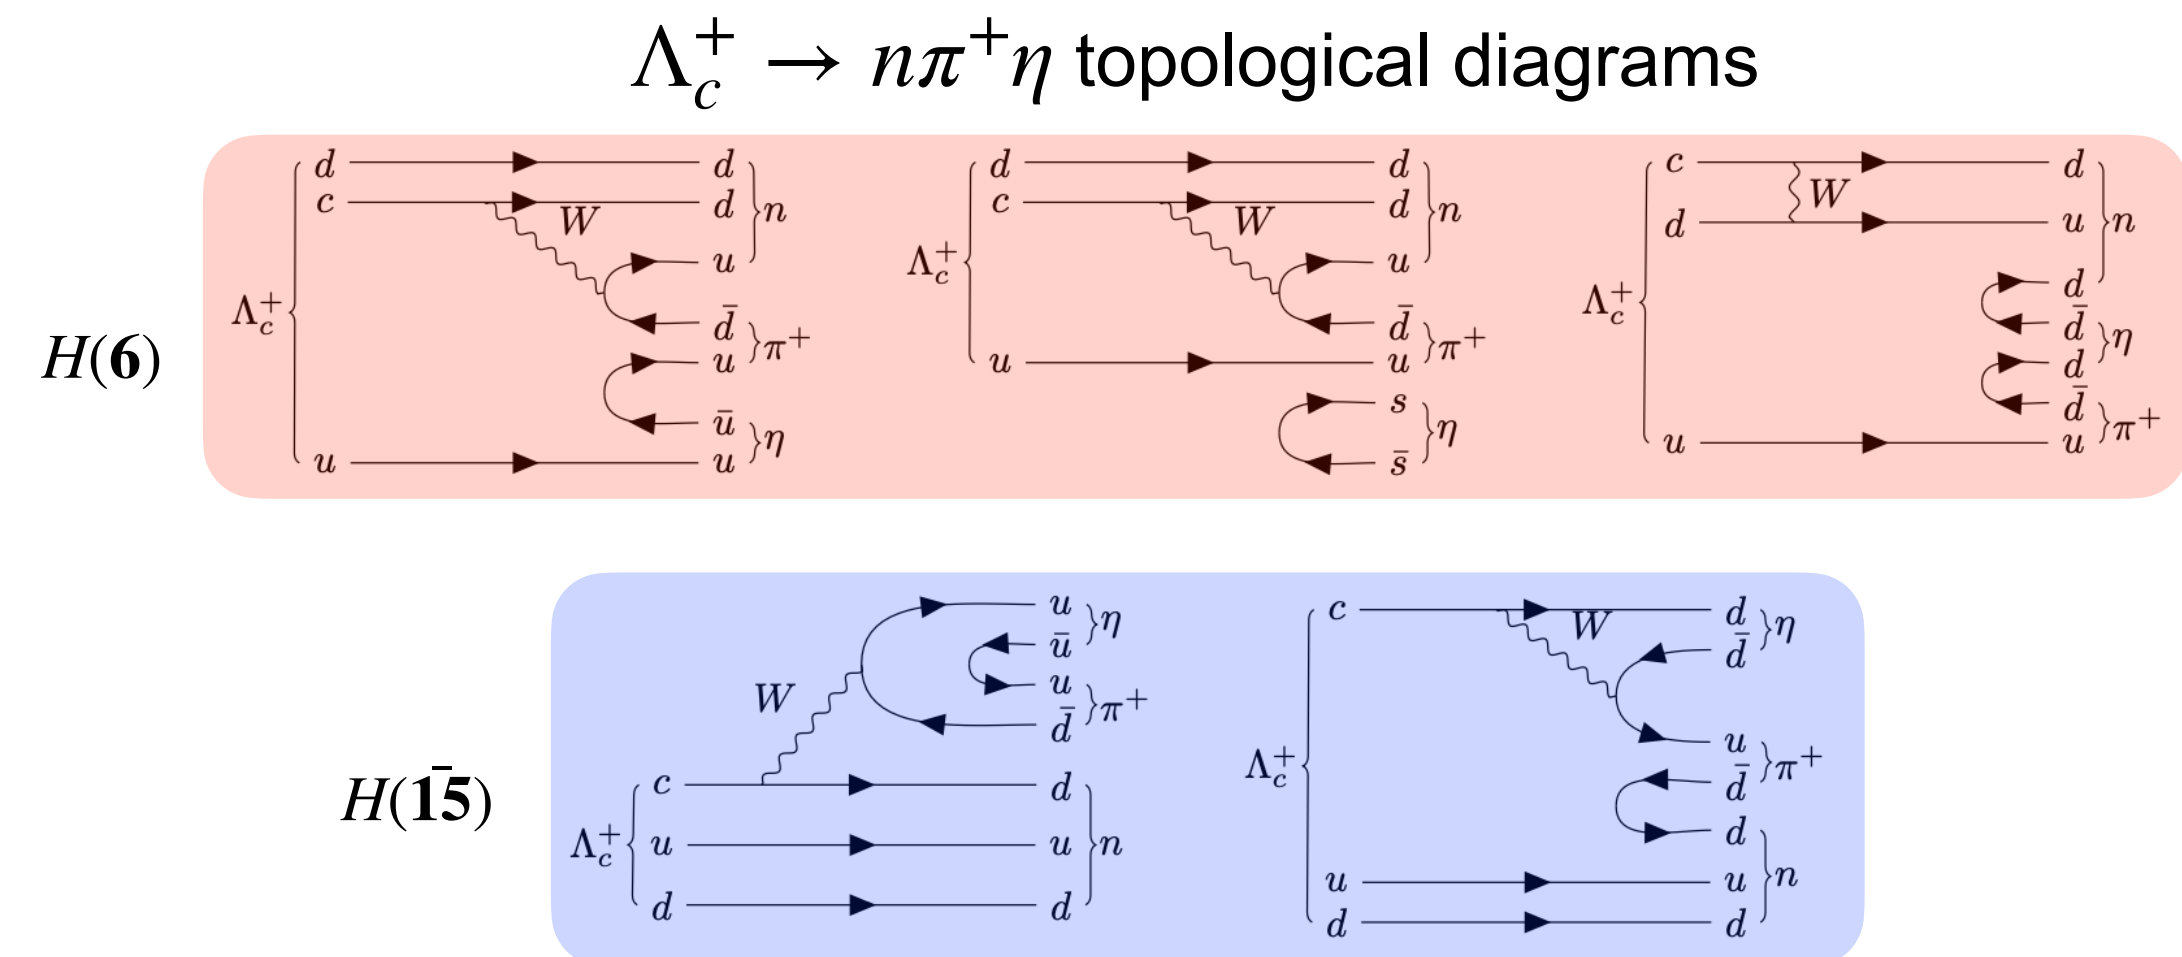 Λc+ → nπ+η topological diagrams
H(6)
Λc+
d
c
u
W
d
d
u
}n
d̄
u
}π+
ū
u
}η
Λc+
d
c
u
W
d
d
u
}n
d̄
u
}π+
s
s̄
}η
Λc+
c
d
u
W
d
u
d
}n
d̄
d
}η
d̄
u
}π+
H(15̄)
Λc+
c
u
d
W
u
ū
}η
u
d̄
}π+
d
u
d
}n
Λc+
c
u
d
W
d
d̄
}η
u
d̄
}π+
d
u
d
}n